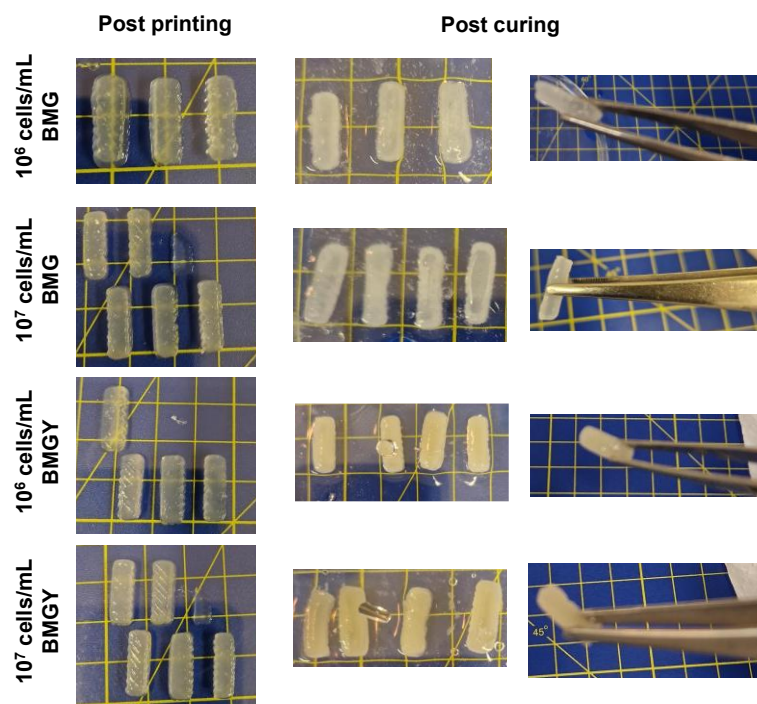 Post printing
Post curing
10⁶ cells/mL
BMG
10⁷ cells/mL
BMG
10⁶ cells/mL
BMGY
10⁷ cells/mL
BMGY
45°